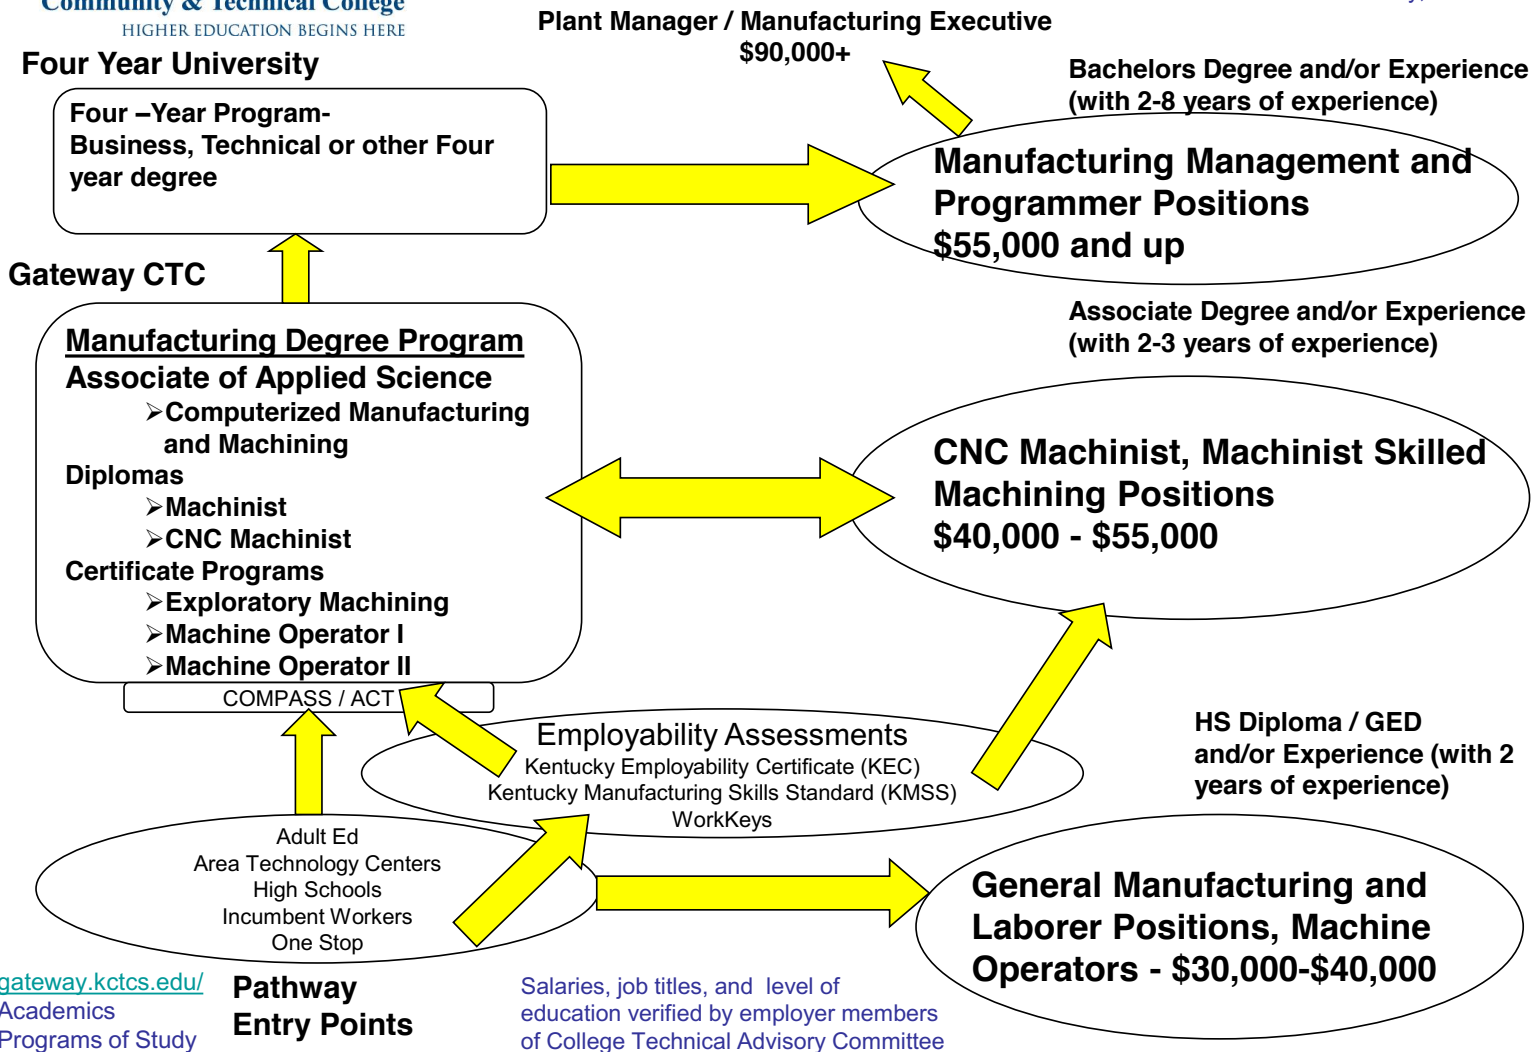 Community & Technical College
HIGHER EDUCATION BEGINS HERE
Plant Manager / Manufacturing Executive
$90,000+
Four Year University
Four –Year Program-
Business, Technical or other Four
year degree
Bachelors Degree and/or Experience
(with 2-8 years of experience)
Manufacturing Management and
Programmer Positions
$55,000 and up
Gateway CTC
Manufacturing Degree Program
Associate of Applied Science
➢Computerized Manufacturing
and Machining
Diplomas
➢Machinist
➢CNC Machinist
Certificate Programs
➢Exploratory Machining
➢Machine Operator I
➢Machine Operator II
COMPASS / ACT
Associate Degree and/or Experience
(with 2-3 years of experience)
CNC Machinist, Machinist Skilled
Machining Positions
$40,000 - $55,000
Employability Assessments
Kentucky Employability Certificate (KEC)
Kentucky Manufacturing Skills Standard (KMSS)
WorkKeys
HS Diploma / GED
and/or Experience (with 2
years of experience)
Adult Ed
Area Technology Centers
High Schools
Incumbent Workers
One Stop
General Manufacturing and
Laborer Positions, Machine
Operators - $30,000-$40,000
gateway.kctcs.edu/
Academics
Programs of Study
Pathway
Entry Points
Salaries, job titles, and level of
education verified by employer members
of College Technical Advisory Committee